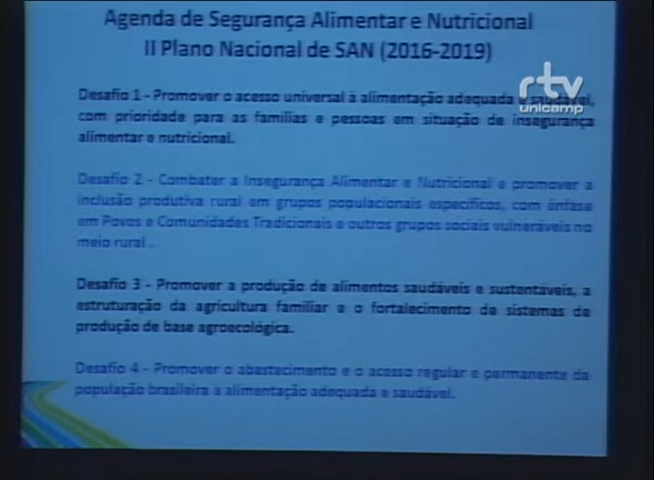 Agenda de Segurança Alimentar e Nutricional
II Plano Nacional de SAN (2016-2019)
rtv
unicamp
Desafio 1 - Promover o acesso universal à alimentação adequada e saudável,
com prioridade para as famílias e pessoas em situação de insegurança
alimentar e nutricional.
Desafio 2 - Combater a Insegurança Alimentar e Nutricional e promover a
inclusão produtiva rural em grupos populacionais específicos, com ênfase
em Povos e Comunidades Tradicionais e outros grupos sociais vulneráveis no
meio rural .
Desafio 3 - Promover a produção de alimentos saudáveis e sustentáveis, a
estruturação da agricultura familiar e o fortalecimento de sistemas de
produção de base agroecológica.
Desafio 4 - Promover o abastecimento e o acesso regular e permanente da
população brasileira à alimentação adequada e saudável.